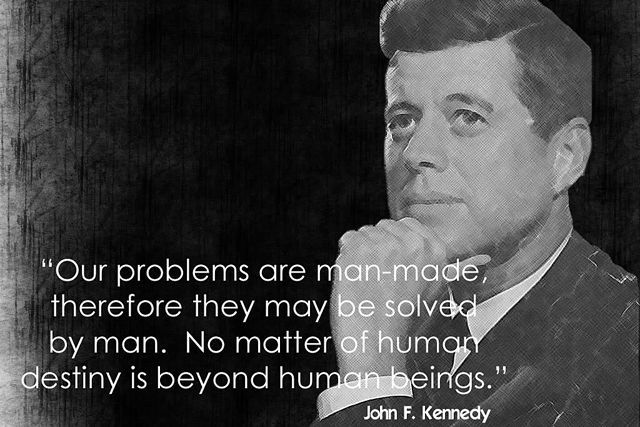 “Our problems are man-made,
therefore they may be solved
by man.  No matter of human
destiny is beyond human beings.”
John F. Kennedy